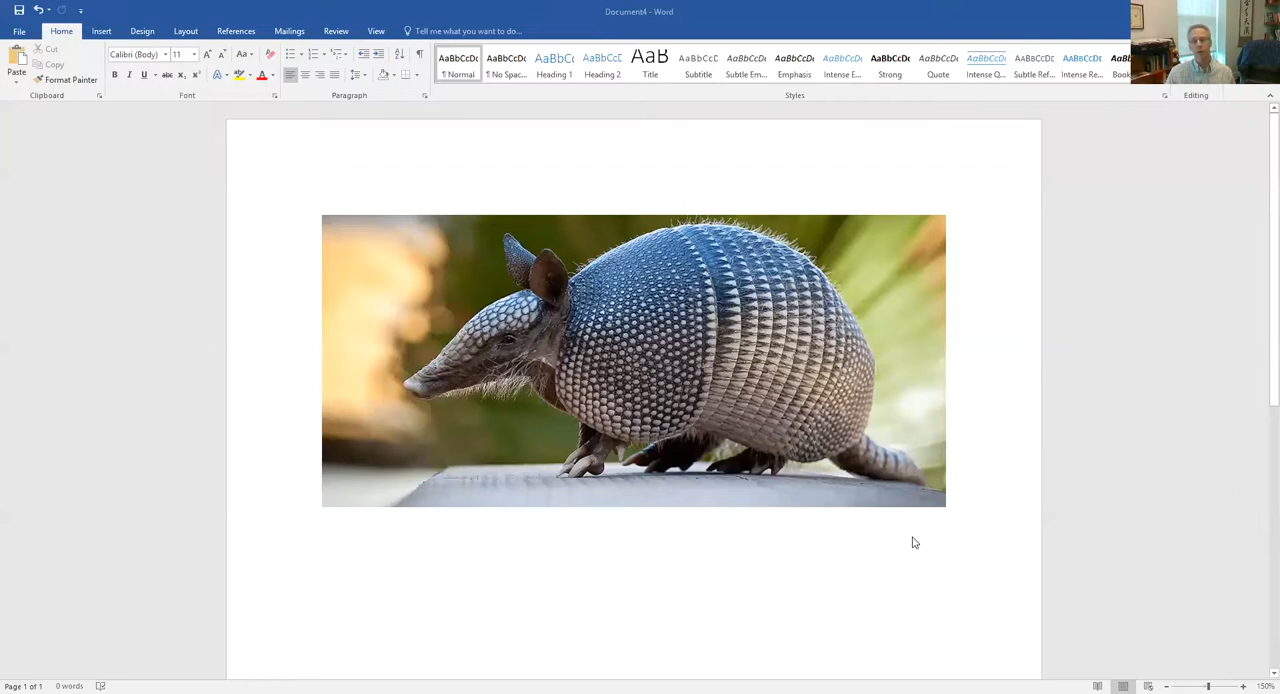 Document4 - Word
File Home Insert Design Layout References Mailings Review View Tell me what you want to do...
Paste
Cut
Copy
Format Painter
Calibri (Body) 11
AaBbCcDc AaBbCcDc AaBbCc AaBbCcC AaB AaBbCcC AaBbCcDc AaBbCcDc AaBbCcDc AaBbCcDc AaBbCcDc AaBbCcDc AaBbCcDc AaBbCcDc
¶ Normal ¶ No Spac... Heading 1 Heading 2 Title Subtitle Subtle Em... Emphasis Intense E... Strong Quote Intense Q... Subtle Ref... Intense Re... Book
Clipboard Font Paragraph Styles Editing
Page 1 of 1 0 words 150%